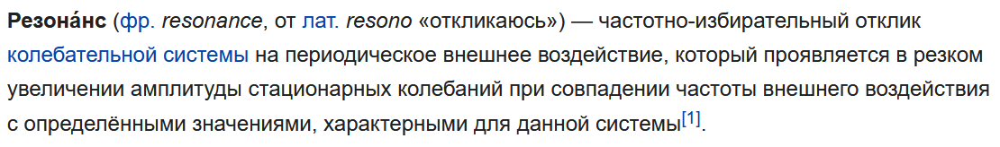 Резона́нс (фр. resonance, от лат. resono «откликаюсь») — частотно-избирательный отклик
колебательной системы на периодическое внешнее воздействие, который проявляется в резком
увеличении амплитуды стационарных колебаний при совпадении частоты внешнего воздействия
с определёнными значениями, характерными для данной системы[1].